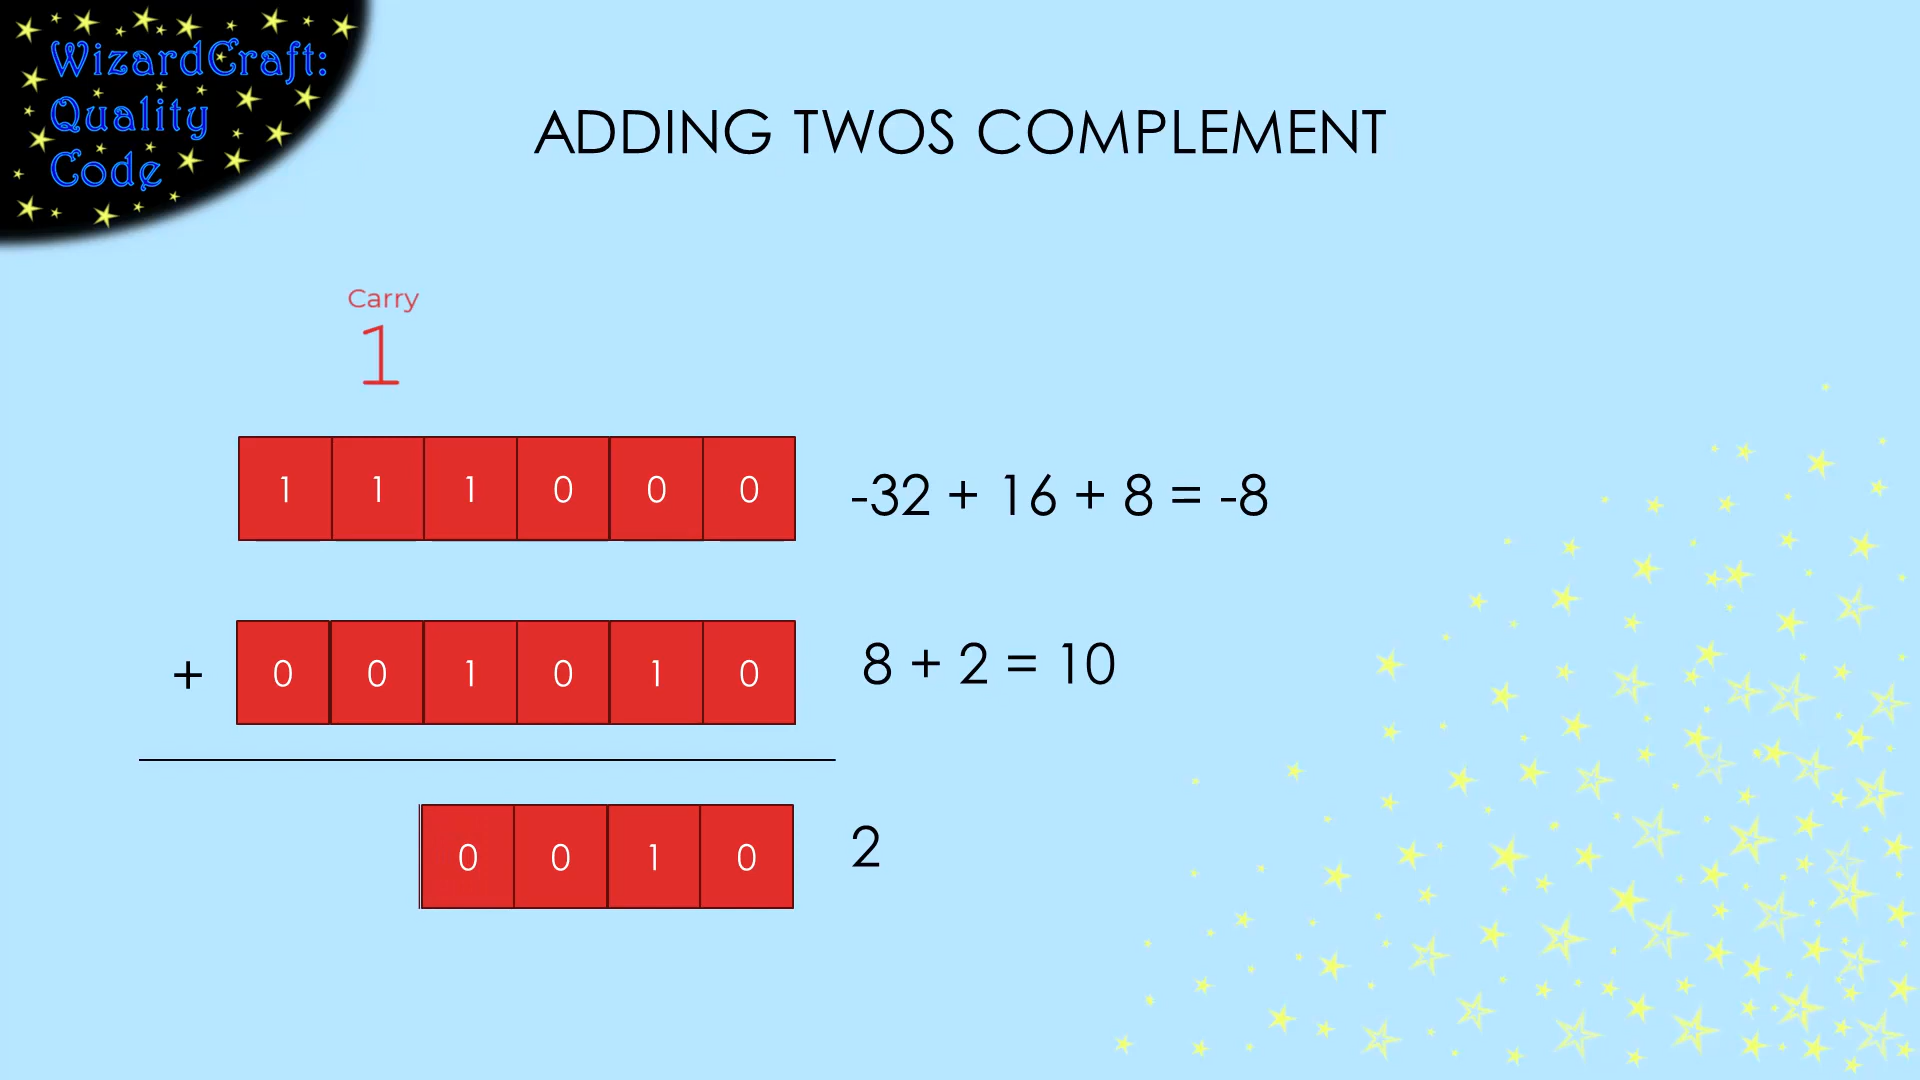 WizardCraft:
Quality
Code
ADDING TWOS COMPLEMENT
Carry
1
1 1 1 0 0 0 -32 + 16 + 8 = -8
+ 0 0 1 0 1 0 8 + 2 = 10
0 0 1 0 2